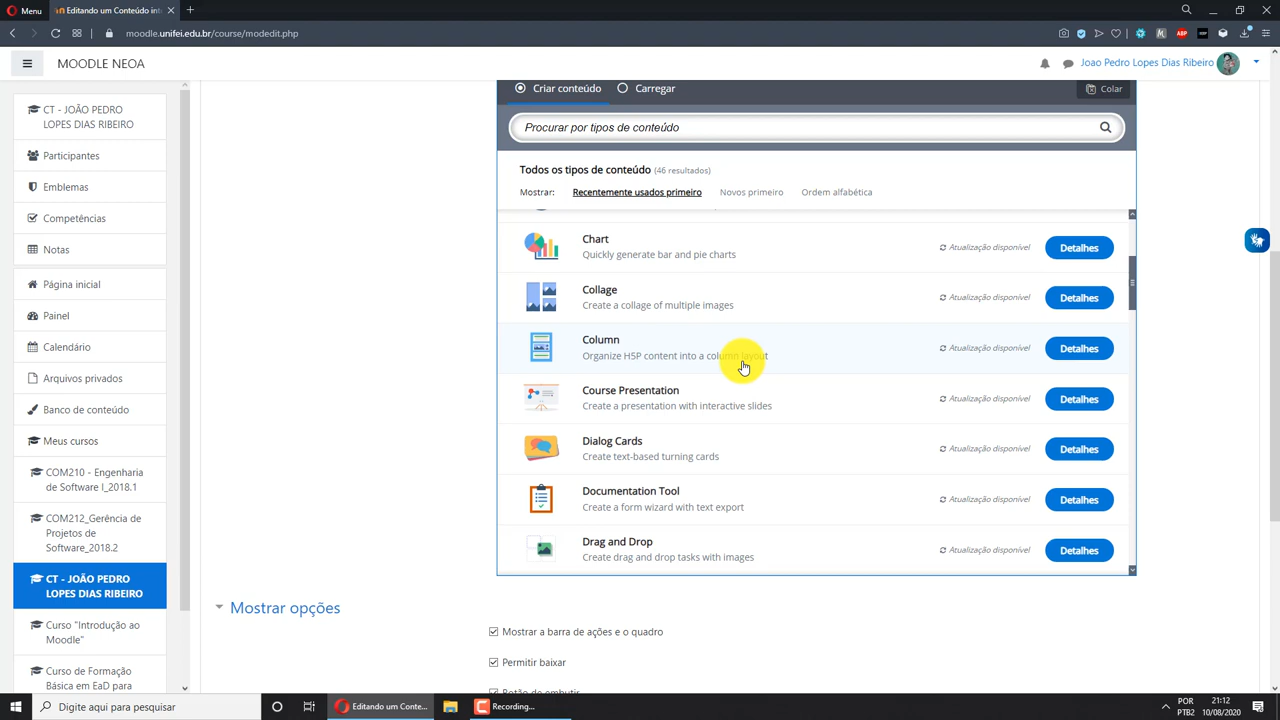 Menu
Editando um Conteúdo int
moodle.unifei.edu.br/course/modedit.php
MOODLE NEOA
Joao Pedro Lopes Dias Ribeiro
CT - JOÃO PEDRO
LOPES DIAS RIBEIRO
Participantes
Emblemas
Competências
Notas
Página inicial
Painel
Calendário
Arquivos privados
Banco de conteúdo
Meus cursos
COM210 - Engenharia
de Software I_2018.1
COM212_Gerência de
Projetos de
Software_2018.2
CT - JOÃO PEDRO
LOPES DIAS RIBEIRO
Curso "Introdução ao
Moodle"
Curso de Formação
Básica em EaD para
Criar conteúdo
Carregar
Colar
Procurar por tipos de conteúdo
Todos os tipos de conteúdo (46 resultados)
Mostrar: Recentemente usados primeiro Novos primeiro Ordem alfabética
Chart
Quickly generate bar and pie charts
Atualização disponível
Detalhes
Collage
Create a collage of multiple images
Atualização disponível
Detalhes
Column
Organize H5P content into a column layout
Atualização disponível
Detalhes
Course Presentation
Create a presentation with interactive slides
Atualização disponível
Detalhes
Dialog Cards
Create text-based turning cards
Atualização disponível
Detalhes
Documentation Tool
Create a form wizard with text export
Atualização disponível
Detalhes
Drag and Drop
Create drag and drop tasks with images
Atualização disponível
Detalhes
Mostrar opções
Mostrar a barra de ações e o quadro
Permitir baixar
Botão de embutir
Digite aqui para pesquisar
Editando um Conte...
Recording...
POR
PTB2
21:12
10/08/2020